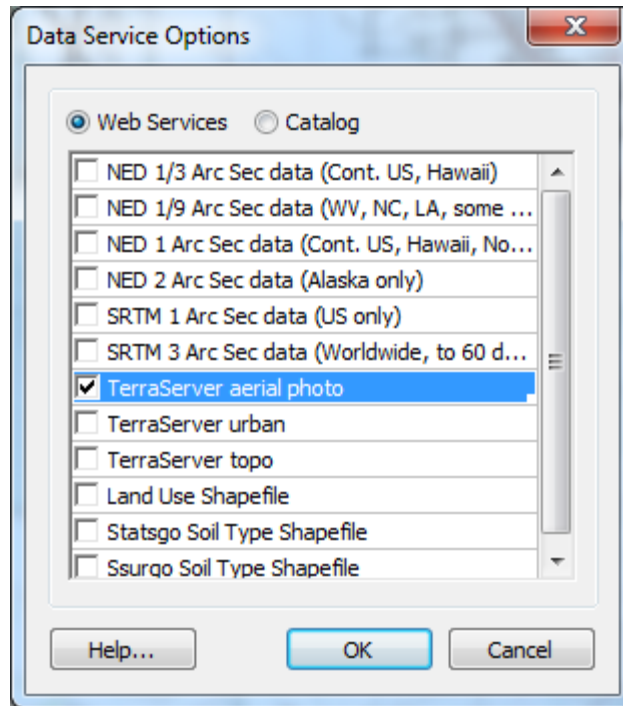 Data Service Options
Web Services Catalog
NED 1/3 Arc Sec data (Cont. US, Hawaii)
NED 1/9 Arc Sec data (WV, NC, LA, some ...
NED 1 Arc Sec data (Cont. US, Hawaii, No...
NED 2 Arc Sec data (Alaska only)
SRTM 1 Arc Sec data (US only)
SRTM 3 Arc Sec data (Worldwide, to 60 d...
TerraServer aerial photo
TerraServer urban
TerraServer topo
Land Use Shapefile
Statsgo Soil Type Shapefile
Ssurgo Soil Type Shapefile
Help... OK Cancel